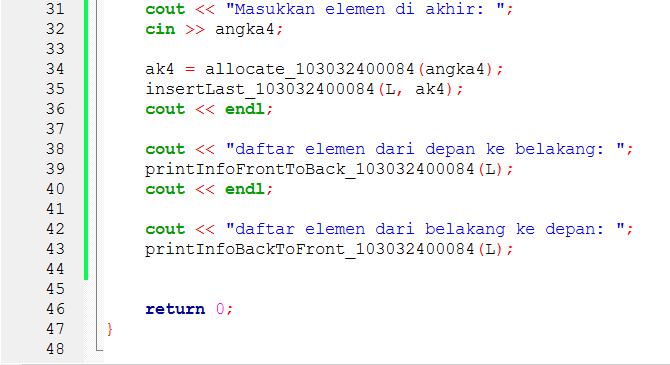 31 cout << "Masukkan elemen di akhir: ";
32 cin >> angka4;
33
34 ak4 = allocate_103032400084(angka4);
35 insertLast_103032400084(L, ak4);
36 cout << endl;
37
38 cout << "daftar elemen dari depan ke belakang: ";
39 printInfoFrontToBack_103032400084(L);
40 cout << endl;
41
42 cout << "daftar elemen dari belakang ke depan: ";
43 printInfoBackToFront_103032400084(L);
44
45
46 return 0;
47 }
48